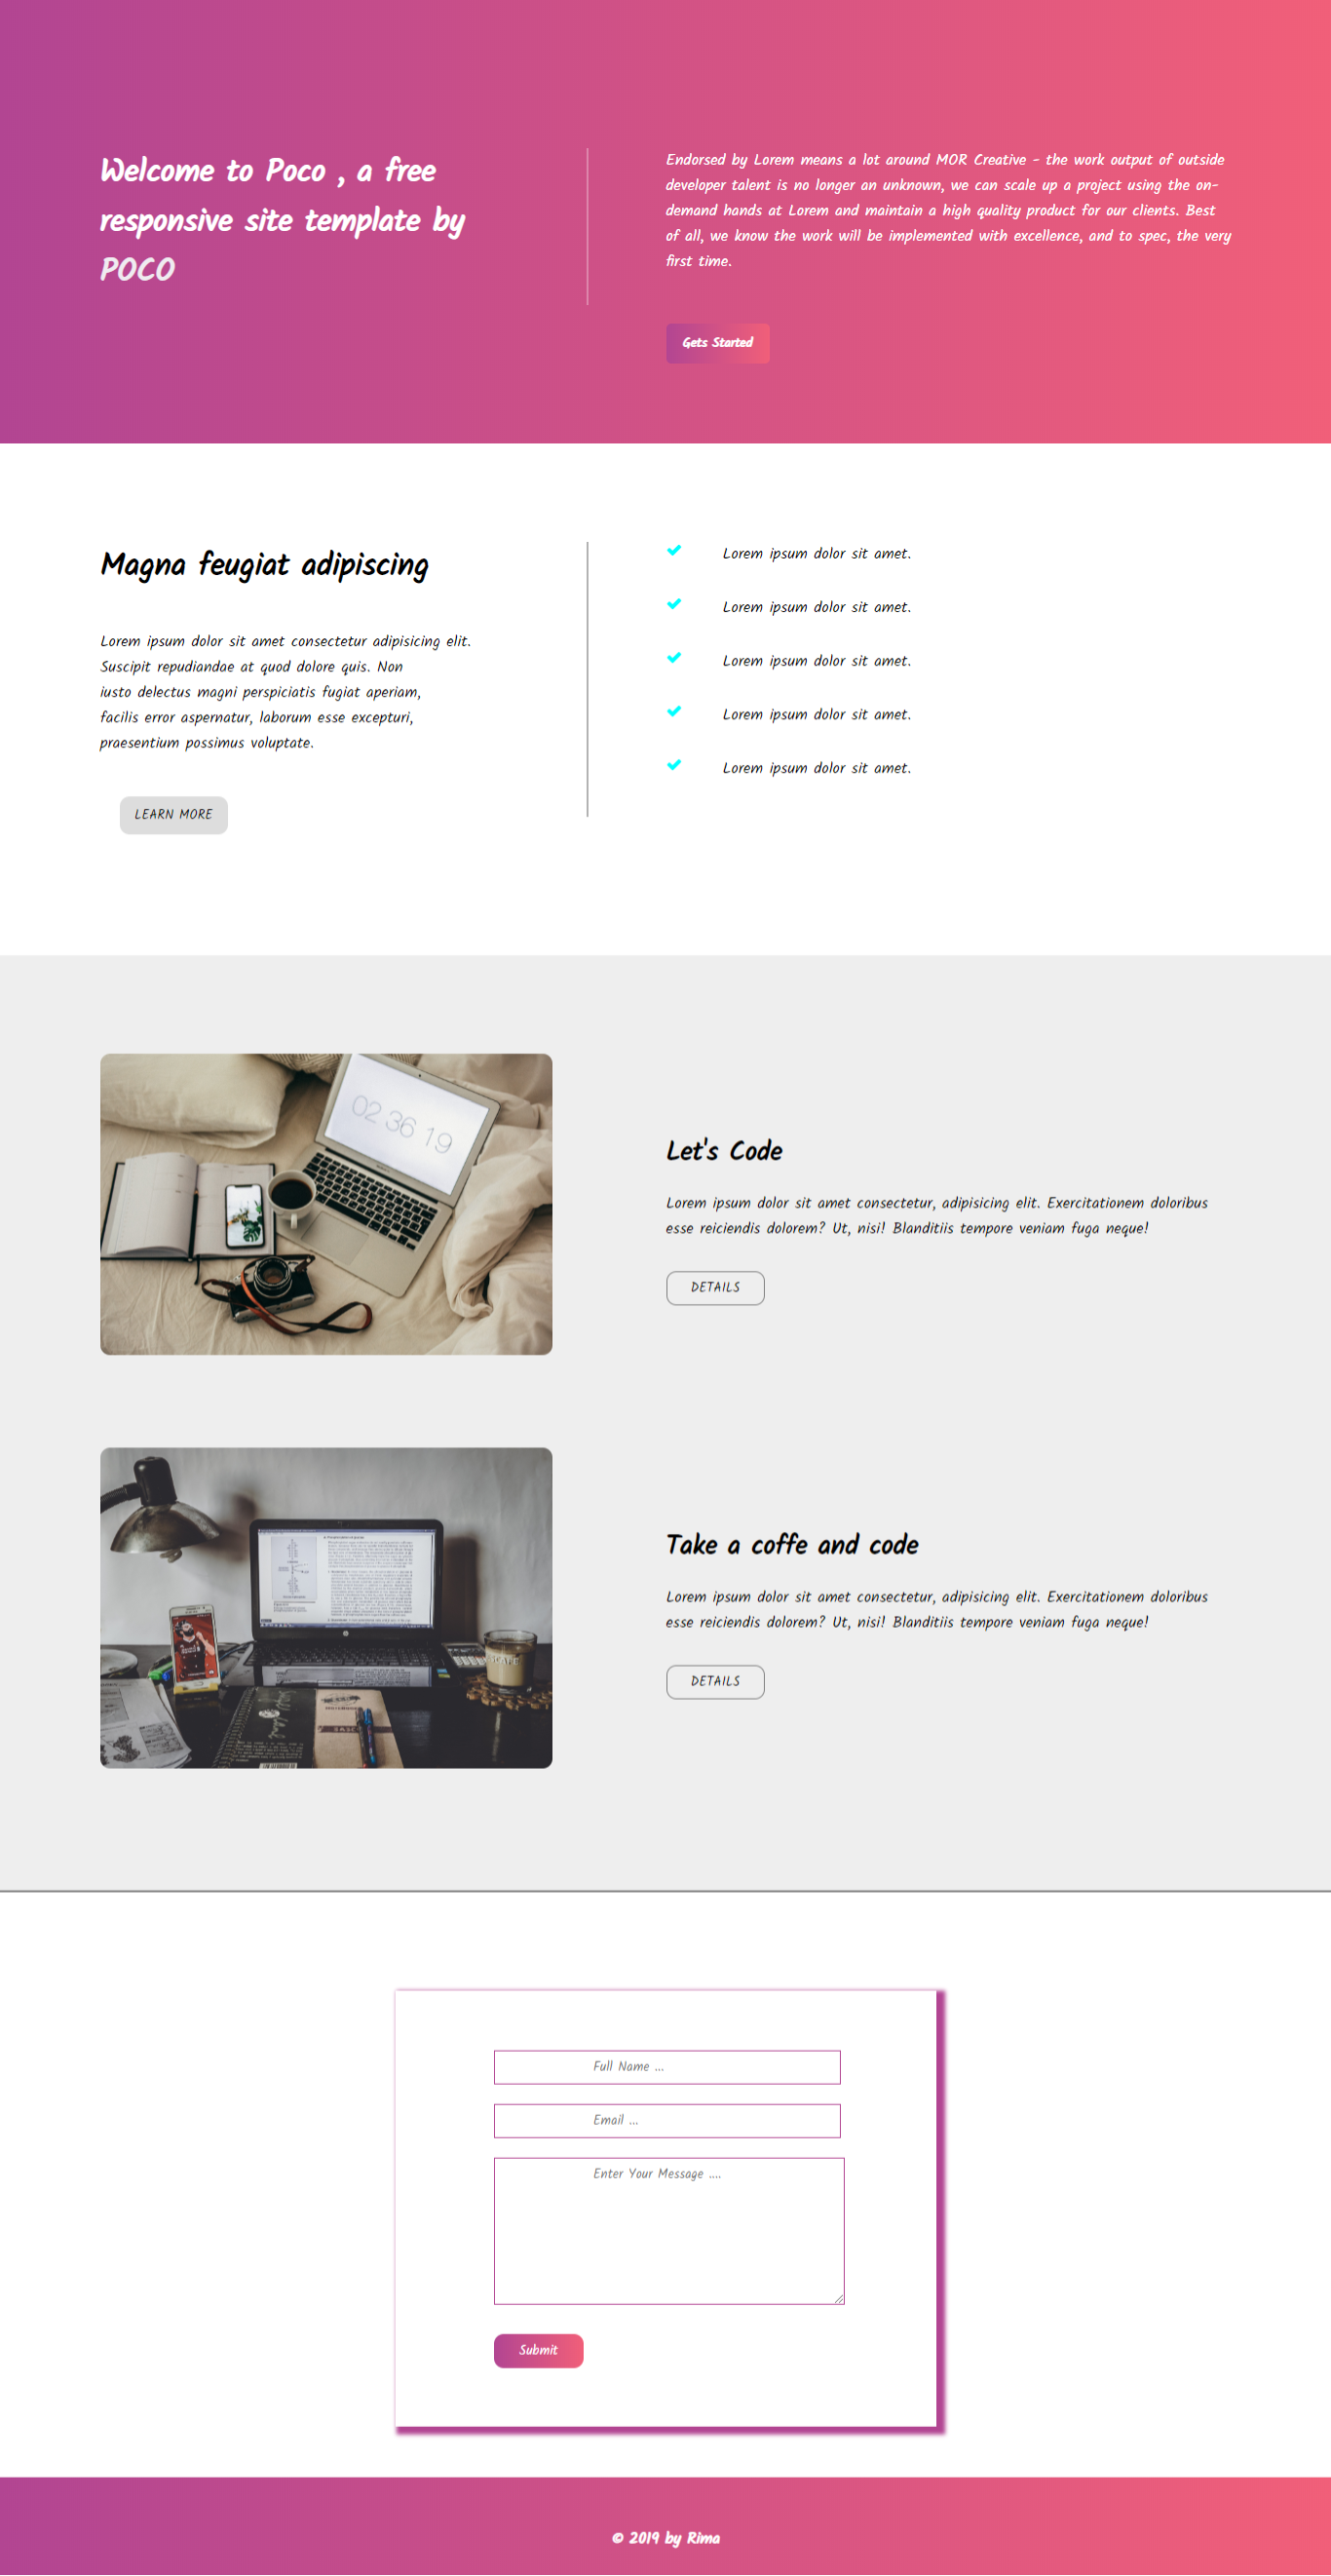 Welcome to Poco , a free
responsive site template by
POCO
Endorsed by Lorem means a lot around MOR Creative - the work output of outside
developer talent is no longer an unknown, we can scale up a project using the on-
demand hands at Lorem and maintain a high quality product for our clients. Best
of all, we know the work will be implemented with excellence, and to spec, the very
first time.
Gets Started
Magna feugiat adipiscing
Lorem ipsum dolor sit amet consectetur adipisicing elit.
Suscipit repudiandae at quod dolore quis. Non
iusto delectus magni perspiciatis fugiat aperiam,
facilis error aspernatur, laborum esse excepturi,
praesentium possimus voluptate.
LEARN MORE
Lorem ipsum dolor sit amet.
Lorem ipsum dolor sit amet.
Lorem ipsum dolor sit amet.
Lorem ipsum dolor sit amet.
Lorem ipsum dolor sit amet.
02 36 19
Let's Code
Lorem ipsum dolor sit amet consectetur, adipisicing elit. Exercitationem doloribus
esse reiciendis dolorem? Ut, nisi! Blanditiis tempore veniam fuga neque!
DETAILS
Take a coffe and code
Lorem ipsum dolor sit amet consectetur, adipisicing elit. Exercitationem doloribus
esse reiciendis dolorem? Ut, nisi! Blanditiis tempore veniam fuga neque!
DETAILS
Full Name ...
Email ...
Enter Your Message ....
Submit
© 2019 by Rima